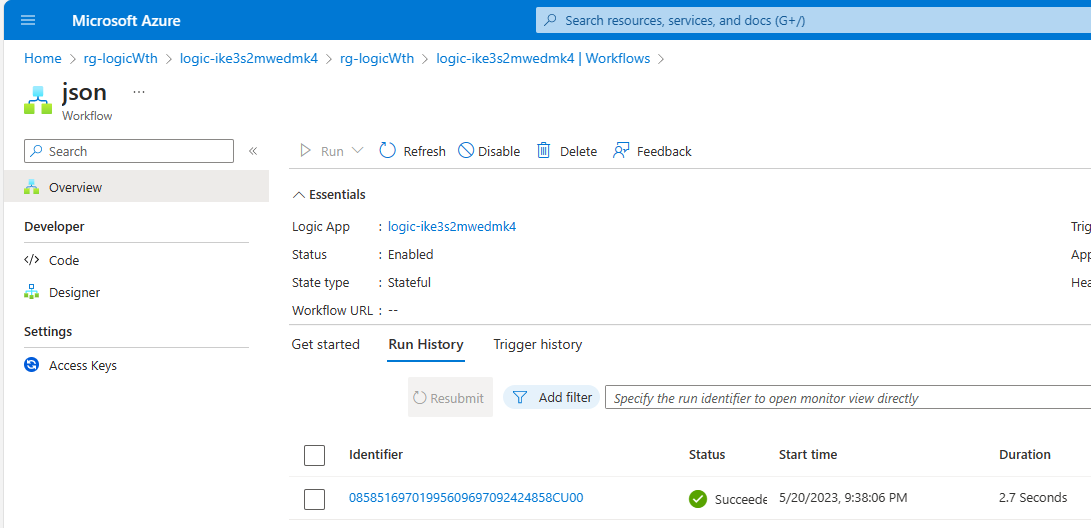 Microsoft Azure
Search resources, services, and docs (G+/)
Home > rg-logicWth > logic-ike3s2mwedmk4 > rg-logicWth > logic-ike3s2mwedmk4 | Workflows >
json ...
Workflow
Search «
Run Refresh Disable Delete Feedback
Overview
Developer
Code
Designer
Settings
Access Keys
Essentials
Logic App : logic-ike3s2mwedmk4 Trig
Status : Enabled App
State type : Stateful Hea
Workflow URL : --
Get started Run History Trigger history
Resubmit Add filter Specify the run identifier to open monitor view directly
Identifier Status Start time Duration
08585169701995609697092424858CU00 Succeede 5/20/2023, 9:38:06 PM 2.7 Seconds